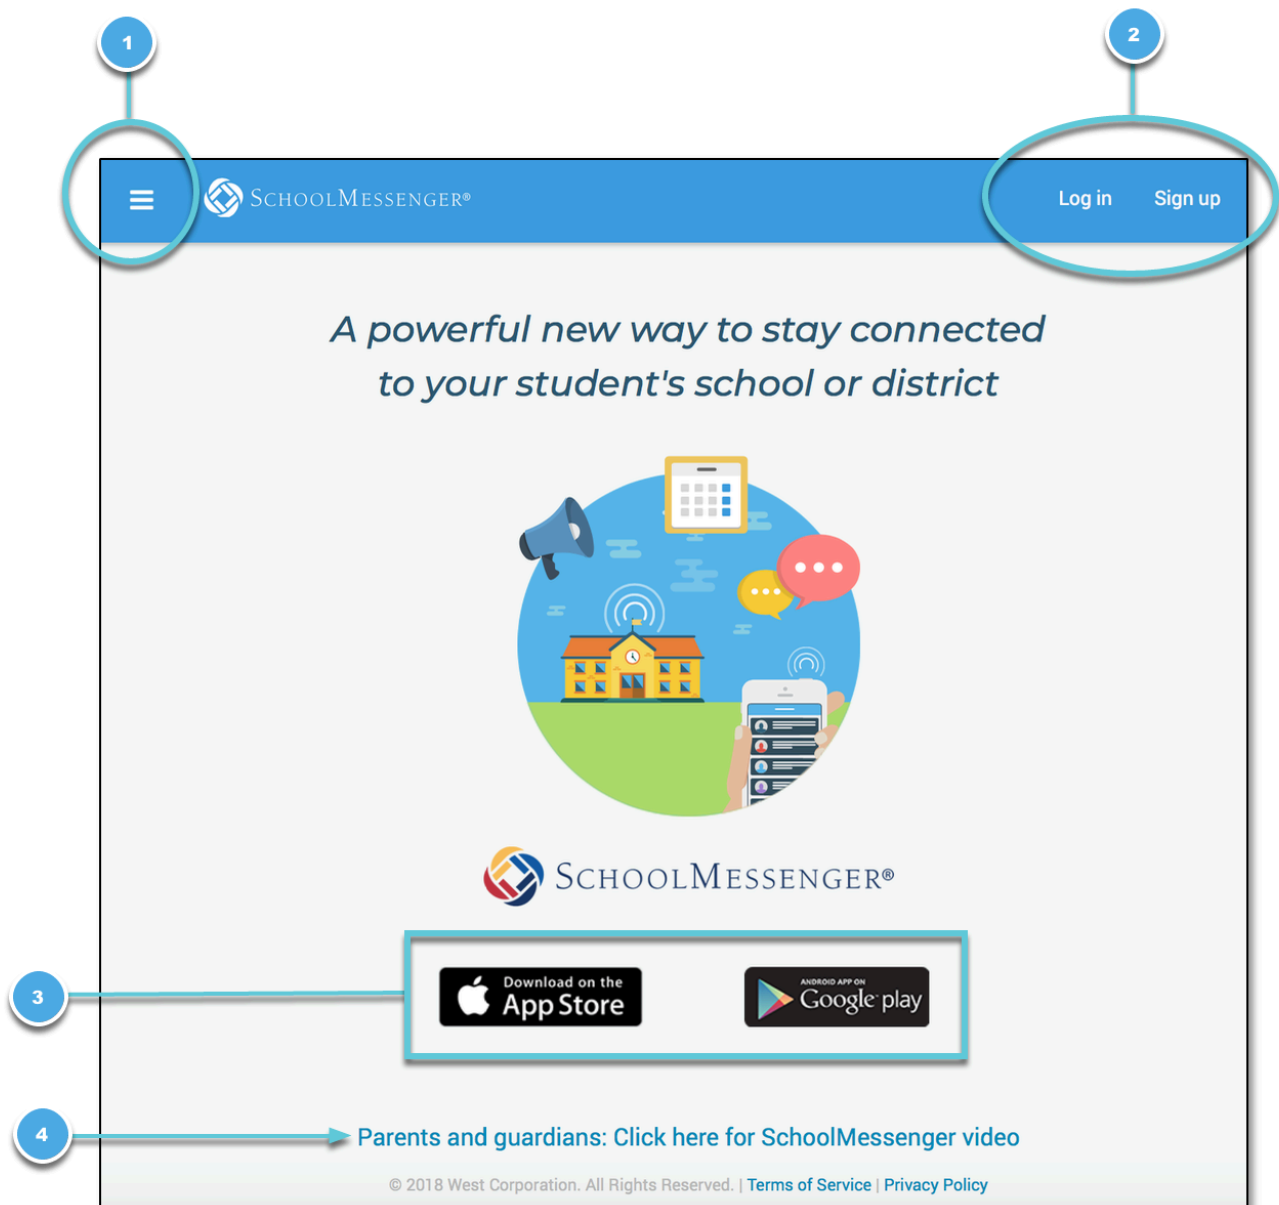 1
2
SCHOOLMESSENGER®
Log in
Sign up
A powerful new way to stay connected
to your student's school or district
SCHOOLMESSENGER®
3
Download on the
App Store
ANDROID APP ON
Google play
4
Parents and guardians: Click here for SchoolMessenger video
© 2018 West Corporation. All Rights Reserved. | Terms of Service | Privacy Policy